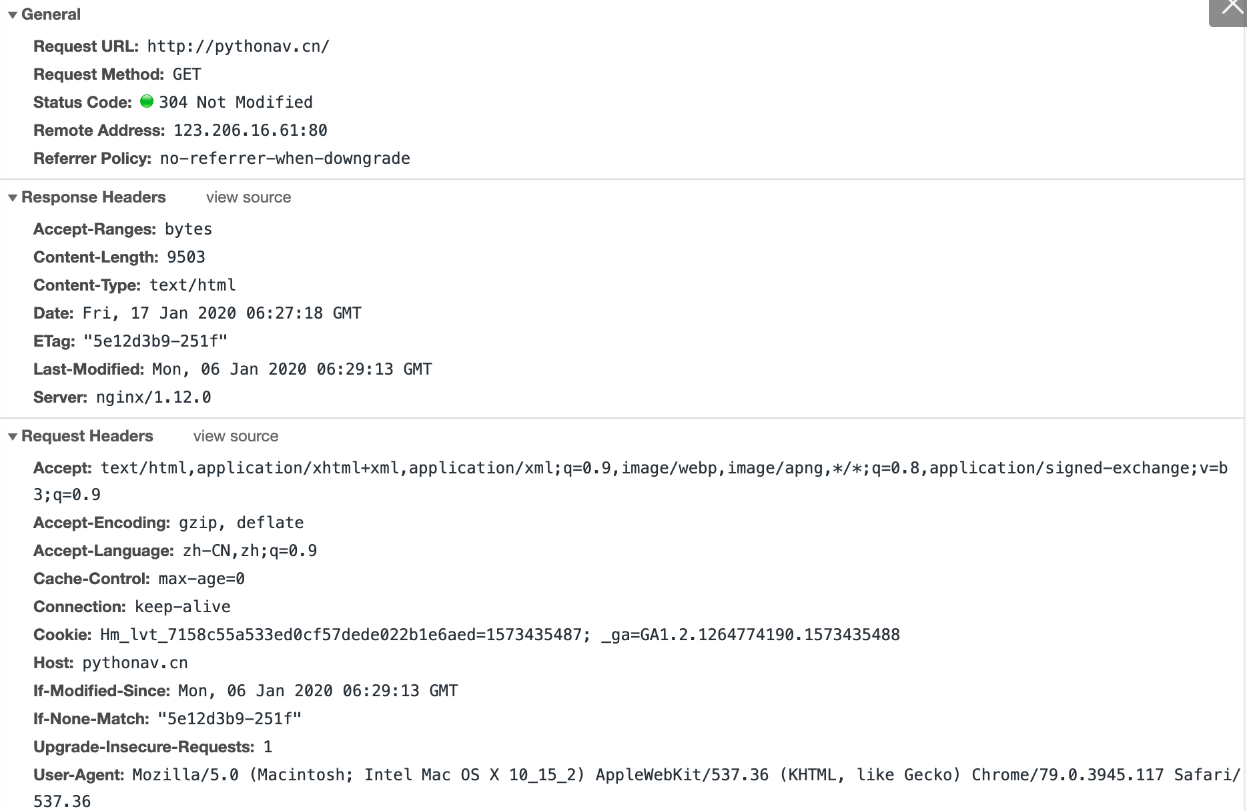 General
Request URL: http://pythonav.cn/
Request Method: GET
Status Code: 304 Not Modified
Remote Address: 123.206.16.61:80
Referrer Policy: no-referrer-when-downgrade
Response Headers view source
Accept-Ranges: bytes
Content-Length: 9503
Content-Type: text/html
Date: Fri, 17 Jan 2020 06:27:18 GMT
ETag: "5e12d3b9-251f"
Last-Modified: Mon, 06 Jan 2020 06:29:13 GMT
Server: nginx/1.12.0
Request Headers view source
Accept: text/html,application/xhtml+xml,application/xml;q=0.9,image/webp,image/apng,*/*;q=0.8,application/signed-exchange;v=b
3;q=0.9
Accept-Encoding: gzip, deflate
Accept-Language: zh-CN,zh;q=0.9
Cache-Control: max-age=0
Connection: keep-alive
Cookie: Hm_lvt_7158c55a533ed0cf57dede022b1e6aed=1573435487; _ga=GA1.2.1264774190.1573435488
Host: pythonav.cn
If-Modified-Since: Mon, 06 Jan 2020 06:29:13 GMT
If-None-Match: "5e12d3b9-251f"
Upgrade-Insecure-Requests: 1
User-Agent: Mozilla/5.0 (Macintosh; Intel Mac OS X 10_15_2) AppleWebKit/537.36 (KHTML, like Gecko) Chrome/79.0.3945.117 Safari/
537.36